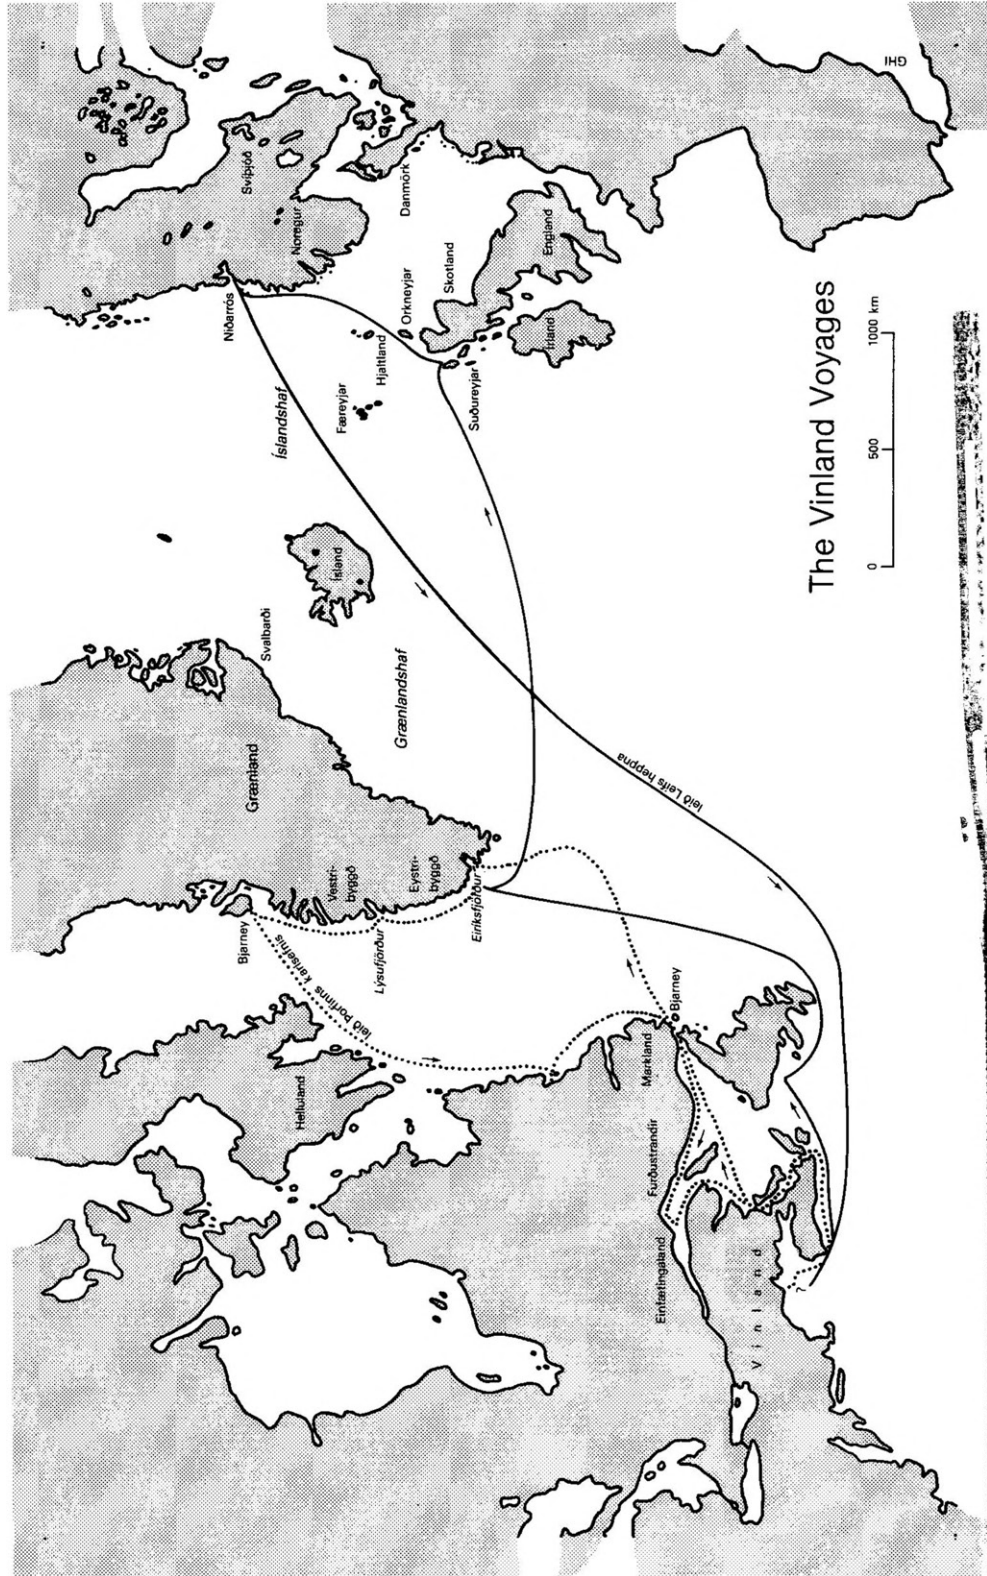 GHI
Svíþjóð
Noregur
Danmörk
Niðarós
Skotland
England
Orkneyjar
Hjaltland
Írland
Færeyjar
Suðureyjar
Íslandshaf
The Vinland Voyages
0 500 1000 km
Ísland
Svalbarði
Grænlandshaf
Grænland
leið Leifs heppna
Vestri-
byggð
Eystri-
byggð
Eiríksfjörður
Bjarney
Lýsufjörður
leið Þorfinns karlsefnis
Bjarney
Helluland
Markland
Furðustrandir
Einfætingaland
Vínland
?